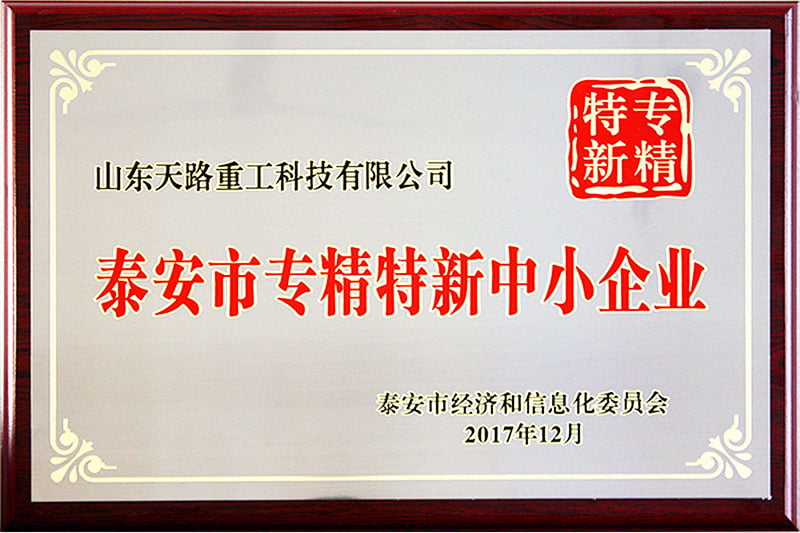 专精
特新
山东天路重工科技有限公司
泰安市专精特新中小企业
泰安市经济和信息化委员会
2017年12月